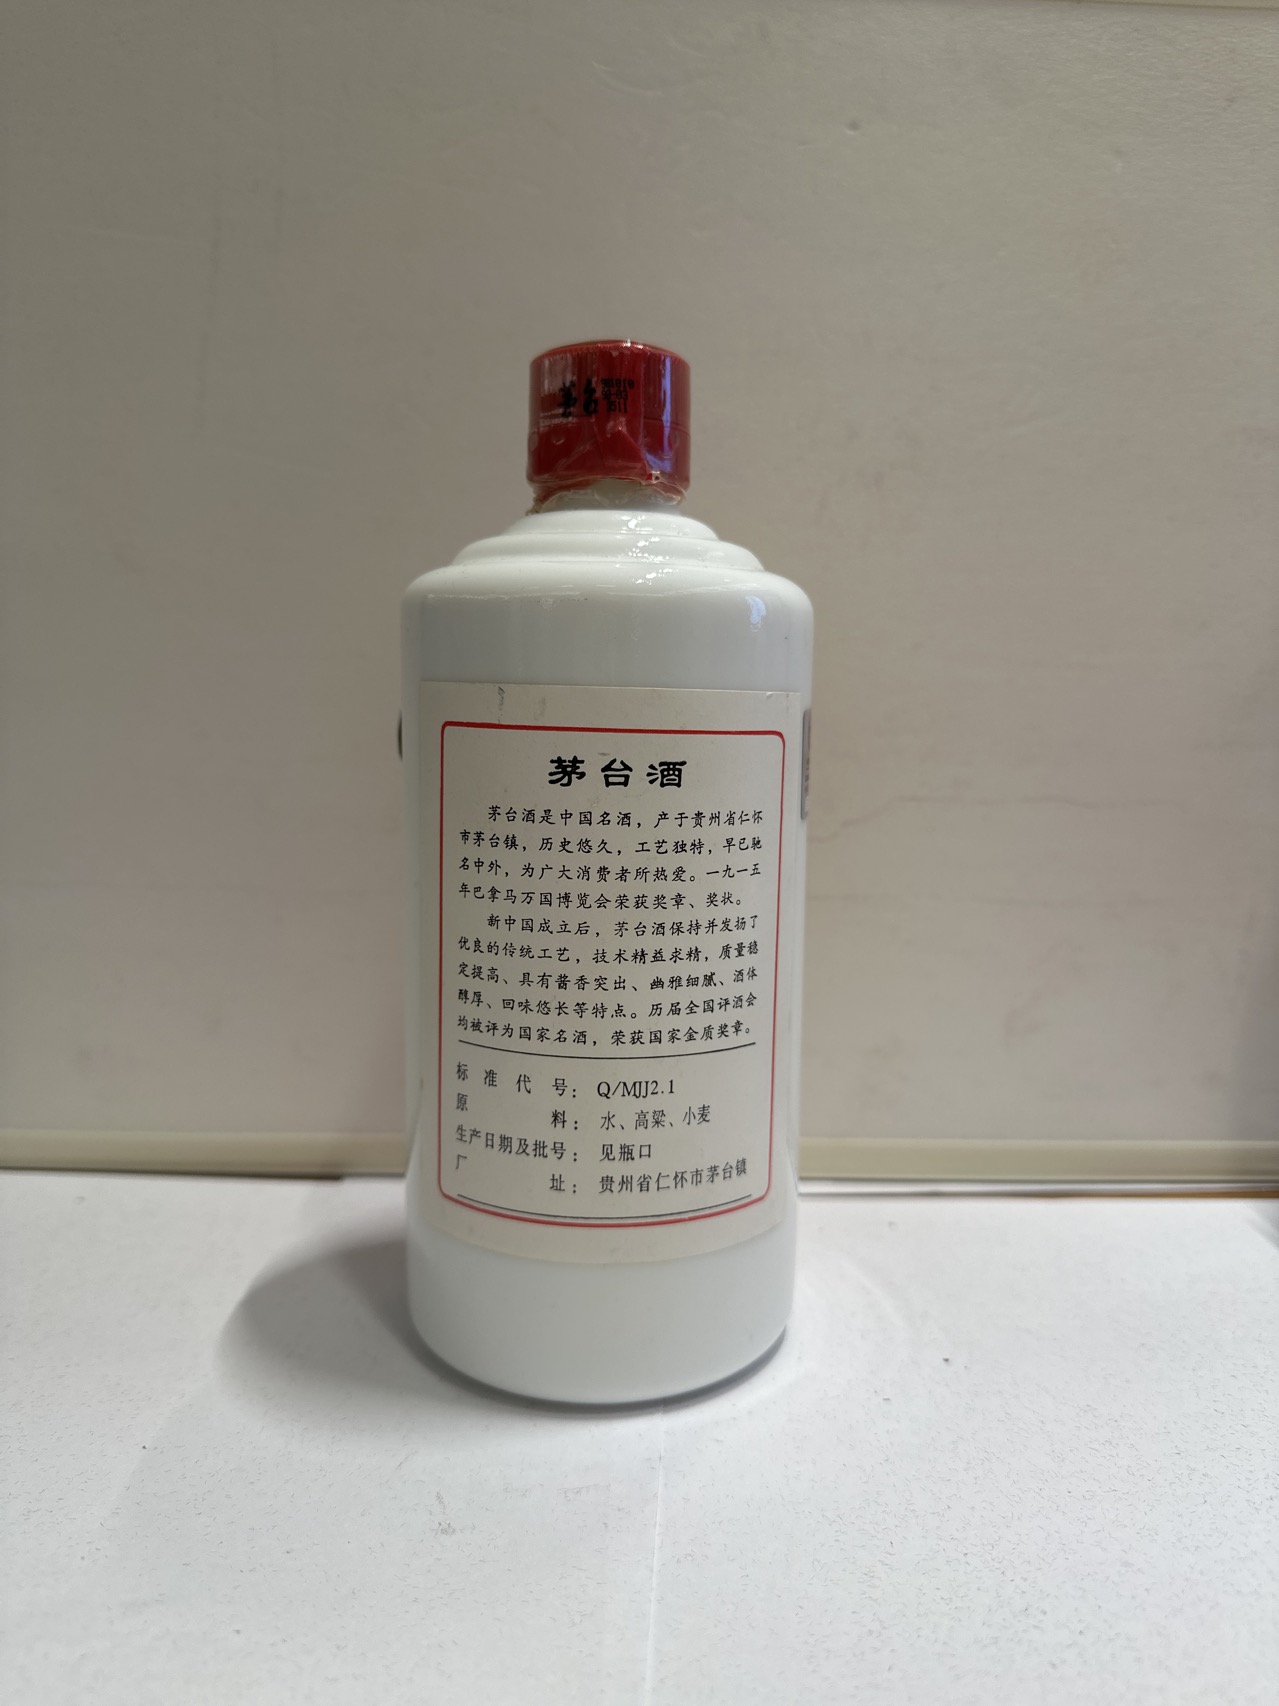 茅台
茅台酒
茅台酒是中国名酒，产于贵州省仁怀
市茅台镇，历史悠久，工艺独特，早已驰
名中外，为广大消费者所热爱。一九一五
年巴拿马万国博览会荣获奖章、奖状。
新中国成立后，茅台酒保持并发扬了
优良的传统工艺，技术精益求精，质量稳
定提高、具有酱香突出、幽雅细腻、酒体
醇厚、回味悠长等特点。历届全国评酒会
均被评为国家名酒，荣获国家金质奖章。
标准代号：Q/MJJ2.1
原料：水、高粱、小麦
生产日期及批号：见瓶口
厂址：贵州省仁怀市茅台镇